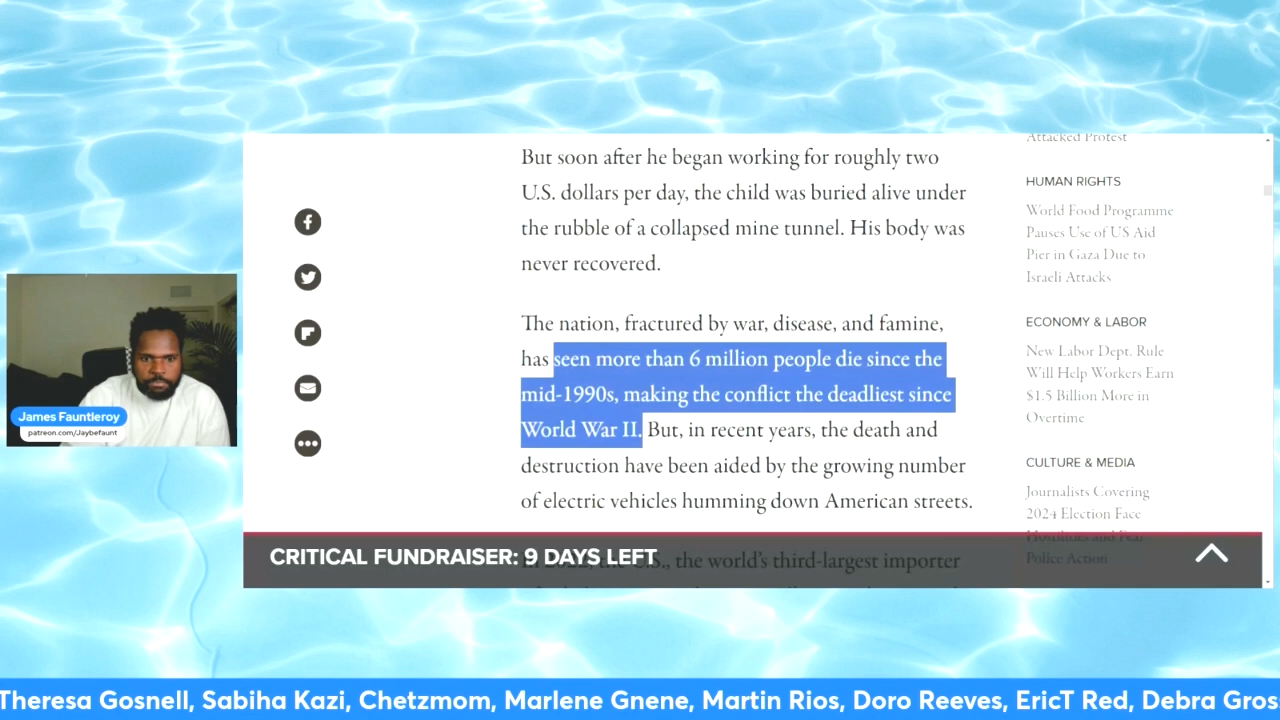 But soon after he began working for roughly two
U.S. dollars per day, the child was buried alive under
the rubble of a collapsed mine tunnel. His body was
never recovered.
The nation, fractured by war, disease, and famine,
has seen more than 6 million people die since the
mid-1990s, making the conflict the deadliest since
World War II. But, in recent years, the death and
destruction have been aided by the growing number
of electric vehicles humming down American streets.
In 2022, the U.S., the world's third-largest importer
CRITICAL FUNDRAISER: 9 DAYS LEFT
Attacked Protest
HUMAN RIGHTS
World Food Programme
Pauses Use of US Aid
Pier in Gaza Due to
Israeli Attacks
ECONOMY & LABOR
New Labor Dept. Rule
Will Help Workers Earn
$1.5 Billion More in
Overtime
CULTURE & MEDIA
Journalists Covering
2024 Election Face
Hostilities and Fear
Police Action
James Fauntleroy
patreon.com/Jaybefaunt
Theresa Gosnell, Sabiha Kazi, Chetzmom, Marlene Gnene, Martin Rios, Doro Reeves, EricT Red, Debra Gros